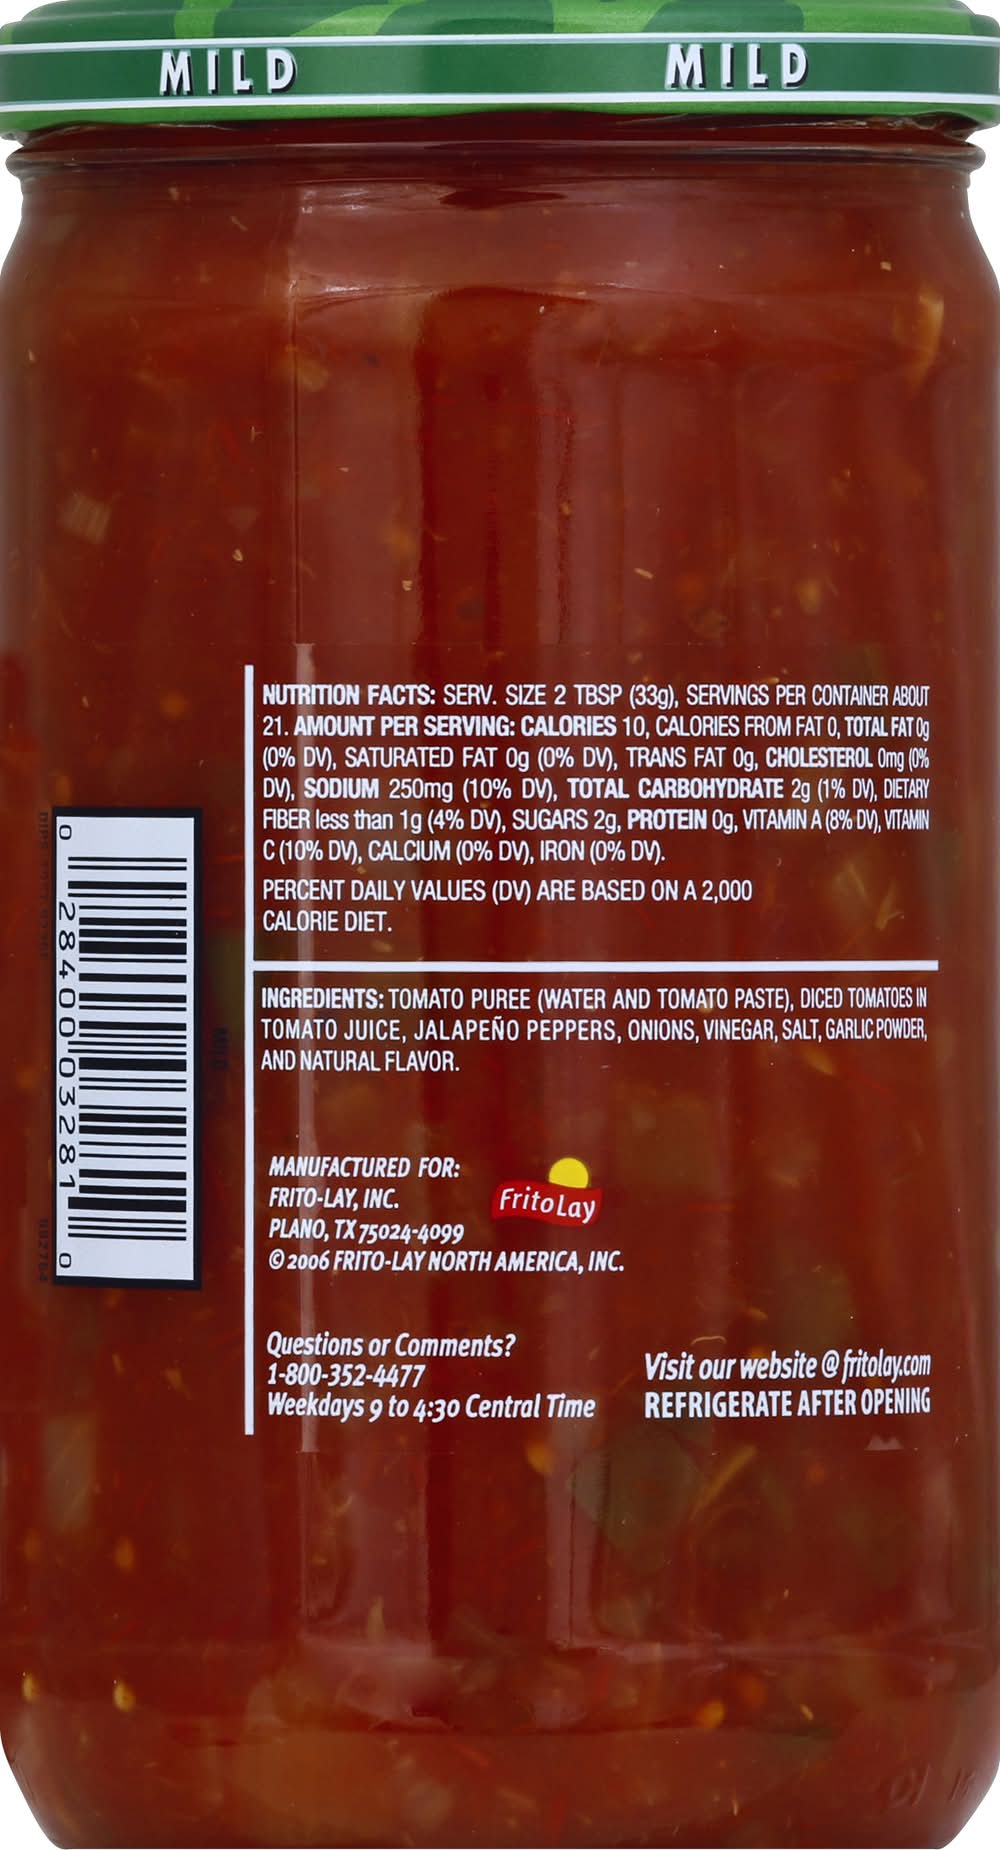 MILD MILD
NUTRITION FACTS: SERV. SIZE 2 TBSP (33g), SERVINGS PER CONTAINER ABOUT
21. AMOUNT PER SERVING: CALORIES 10, CALORIES FROM FAT 0, TOTAL FAT 0g
(0% DV), SATURATED FAT 0g (0% DV), TRANS FAT 0g, CHOLESTEROL 0mg (0%
DV), SODIUM 250mg (10% DV), TOTAL CARBOHYDRATE 2g (1% DV), DIETARY
FIBER less than 1g (4% DV), SUGARS 2g, PROTEIN 0g, VITAMIN A (8% DV), VITAMIN
C (10% DV), CALCIUM (0% DV), IRON (0% DV).
PERCENT DAILY VALUES (DV) ARE BASED ON A 2,000
CALORIE DIET.
0 28400 03281 0
MILD
INGREDIENTS: TOMATO PUREE (WATER AND TOMATO PASTE), DICED TOMATOES IN
TOMATO JUICE, JALAPEÑO PEPPERS, ONIONS, VINEGAR, SALT, GARLIC POWDER,
AND NATURAL FLAVOR.
MANUFACTURED FOR:
FRITO-LAY, INC.
PLANO, TX 75024-4099
© 2006 FRITO-LAY NORTH AMERICA, INC.
FritoLay
Questions or Comments?
1-800-352-4477
Weekdays 9 to 4:30 Central Time
Visit our website @ fritolay.com
REFRIGERATE AFTER OPENING